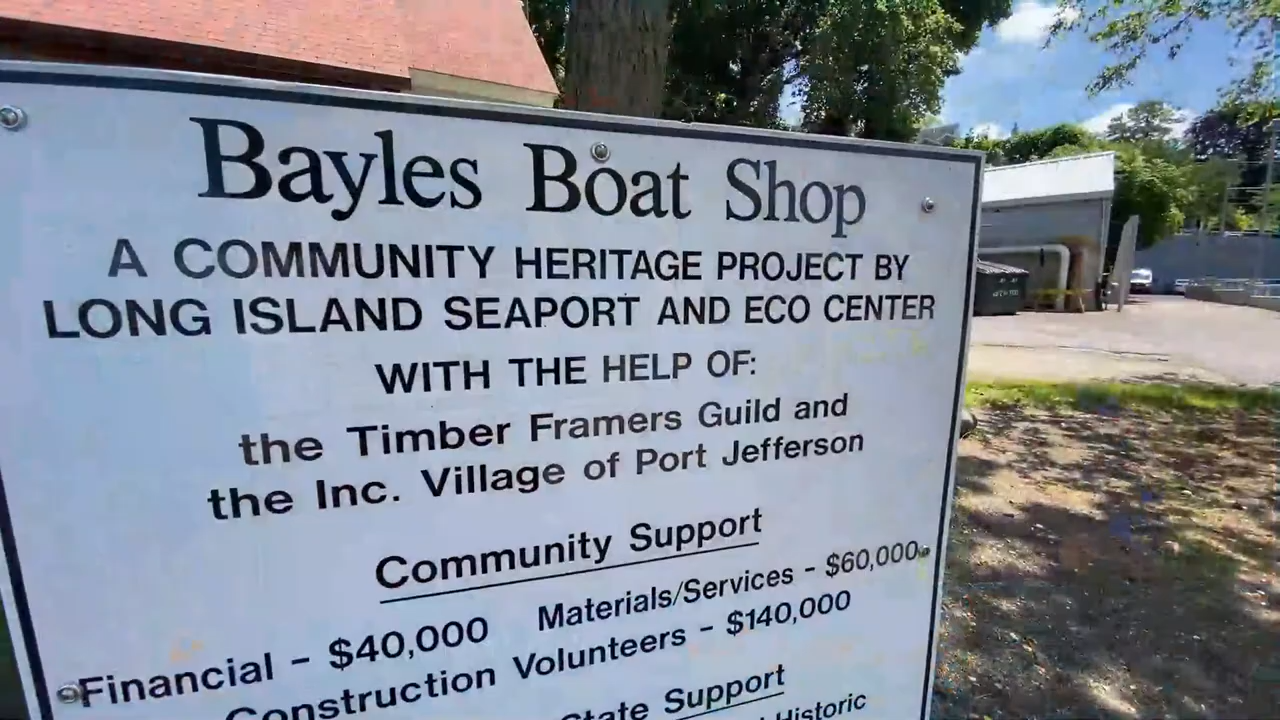 Bayles Boat Shop
A COMMUNITY HERITAGE PROJECT BY
LONG ISLAND SEAPORT AND ECO CENTER
WITH THE HELP OF:
the Timber Framers Guild and
the Inc. Village of Port Jefferson
Community Support
Financial - $40,000 Materials/Services - $60,000
Construction Volunteers - $140,000
State Support
Historic